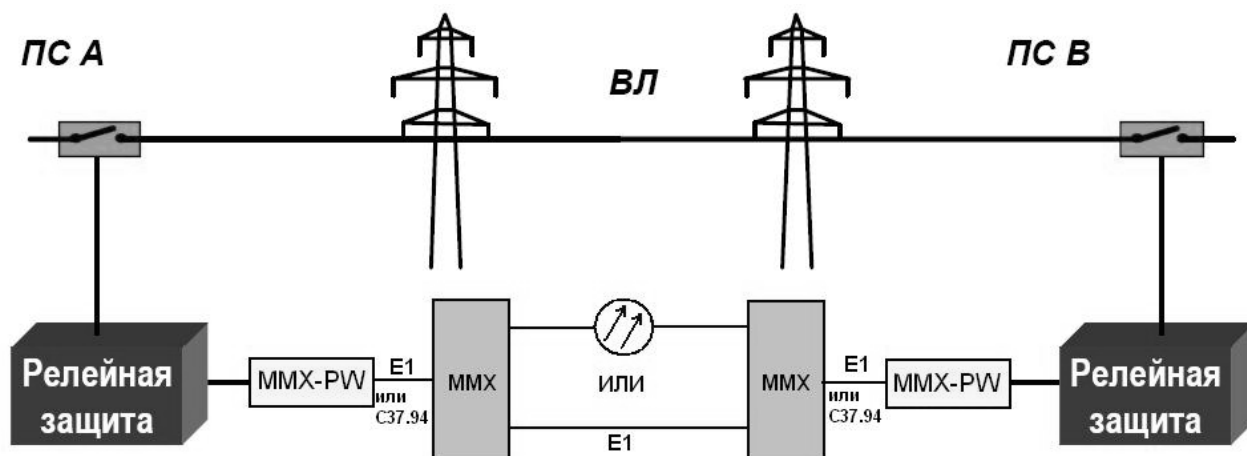 ПС А
ВЛ
ПС В
Релейная
защита
MMX-PW
E1
или
C37.94
MMX
ИЛИ
E1
MMX
E1
или
C37.94
MMX-PW
Релейная
защита